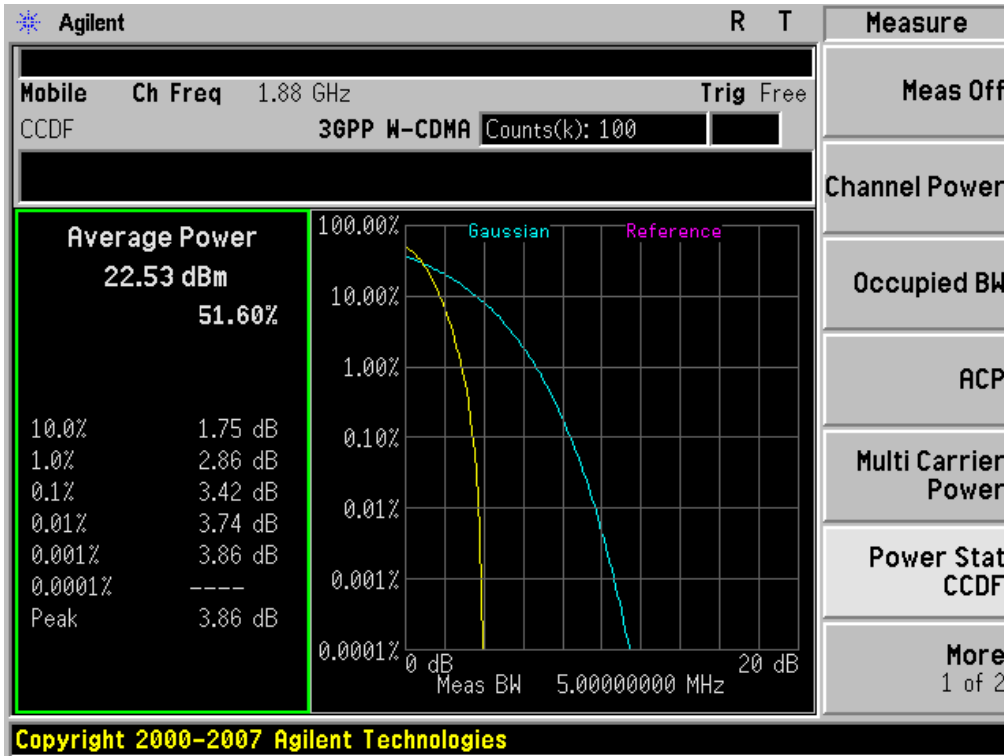 Agilent R T
Mobile Ch Freq 1.88 GHz Trig Free
CCDF 3GPP W-CDMA Counts(k): 100
Average Power
22.53 dBm
51.60%
10.0% 1.75 dB
1.0% 2.86 dB
0.1% 3.42 dB
0.01% 3.74 dB
0.001% 3.86 dB
0.0001% ----
Peak 3.86 dB
Gaussian Reference
100.00%
10.00%
1.00%
0.10%
0.01%
0.001%
0.0001%
0 dB 20 dB
Meas BW 5.00000000 MHz
Measure
Meas Off
Channel Power
Occupied BW
ACP
Multi Carrier
Power
Power Stat
CCDF
More
1 of 2
Copyright 2000-2007 Agilent Technologies